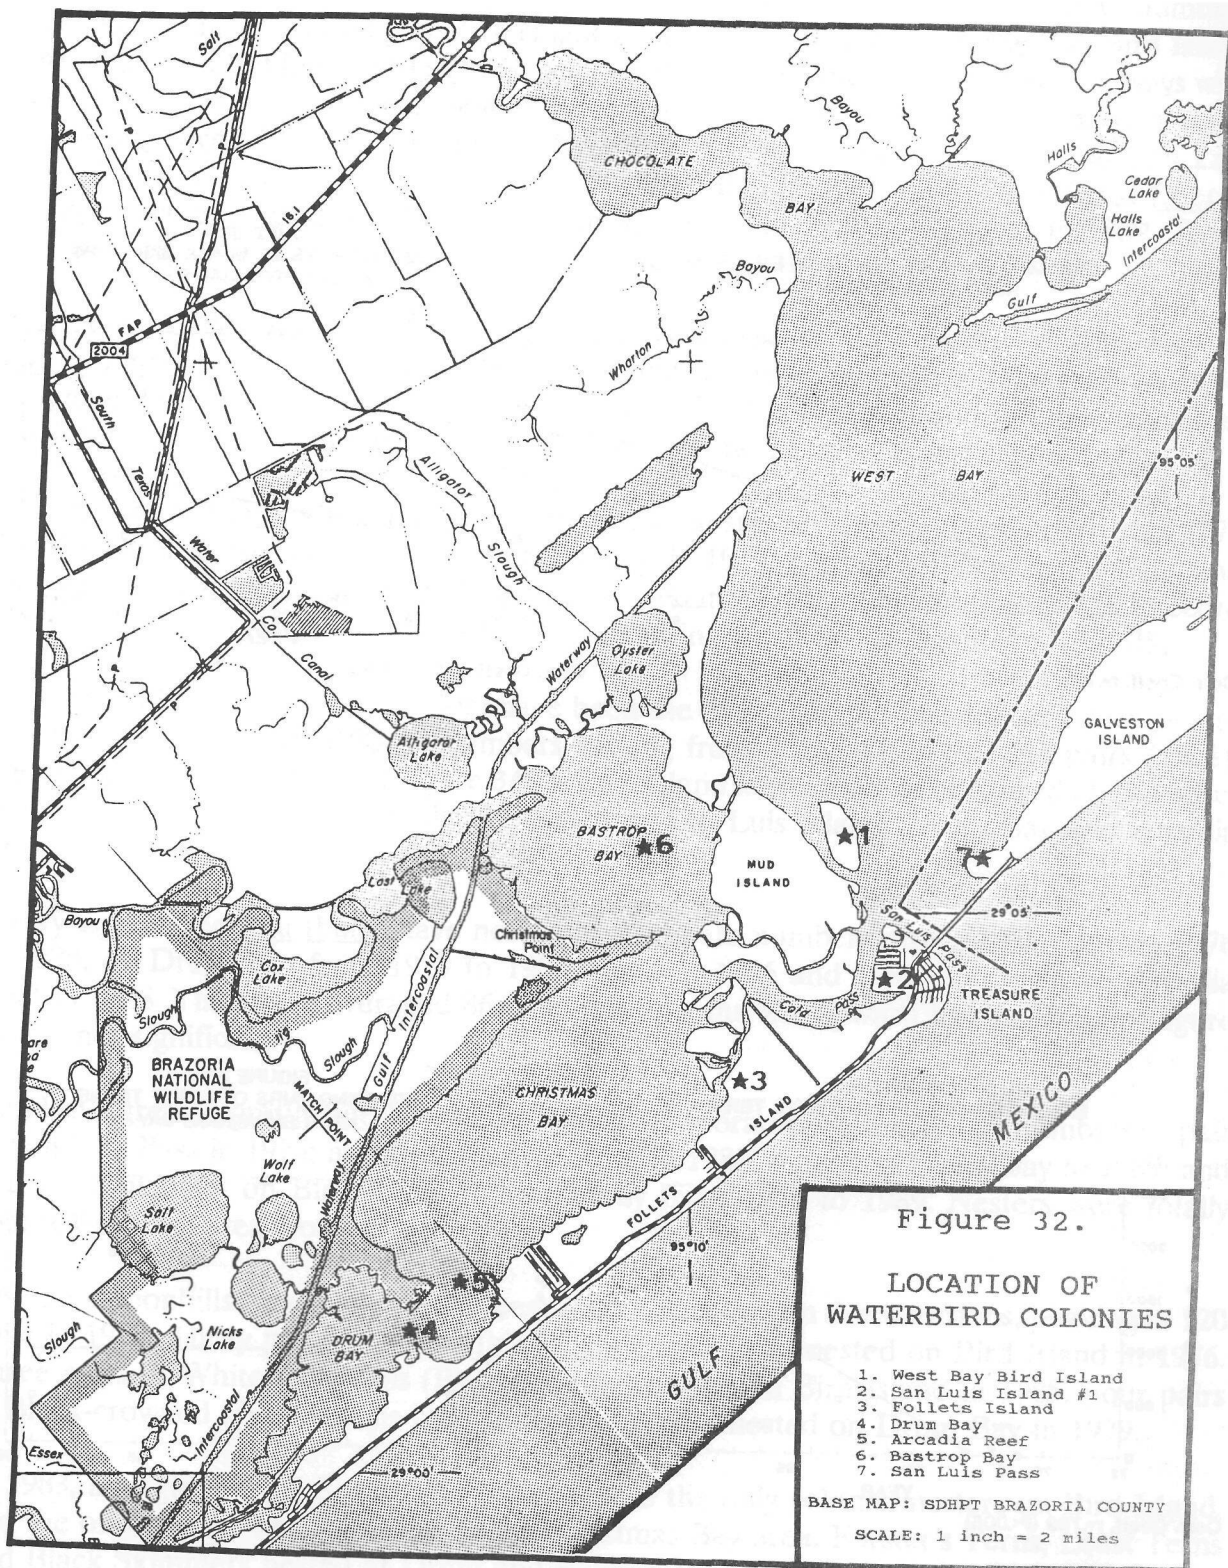 Salt
Bayou
CHOCOLATE
BAY
Halls
Cedar
Lake
Halls
Lake
Gulf
Intercoastal
16.1
FAP
2004
Bayou
Wharton
South
Texas
Water
Co.
Canal
Alligator
Slough
WEST BAY
95°05'
Waterway
Oyster
Lake
Alligator
Lake
GALVESTON
ISLAND
BASTROP
BAY
★6
★1
7★
MUD
ISLAND
Lost
Lake
Bayou
Christmas
Point
29°05'
San Luis Pass
Cox
Lake
★2
TREASURE
ISLAND
Cold Pass
Slough
Slough
Gulf
Intercoastal
BRAZORIA
NATIONAL
WILDLIFE
REFUGE
MATCH
POINT
CHRISTMAS
BAY
★3
MEXICO
Wolf
Lake
Waterway
Salt
Lake
FOLLETS
ISLAND
95°10'
★5
★4
Nicks
Lake
DRUM
BAY
Slough
GULF
Intercoastal
Essex
29°00'
Figure 32.
LOCATION OF
WATERBIRD COLONIES
1. West Bay Bird Island
2. San Luis Island #1
3. Follets Island
4. Drum Bay
5. Arcadia Reef
6. Bastrop Bay
7. San Luis Pass
BASE MAP: SDHPT BRAZORIA COUNTY
SCALE: 1 inch = 2 miles